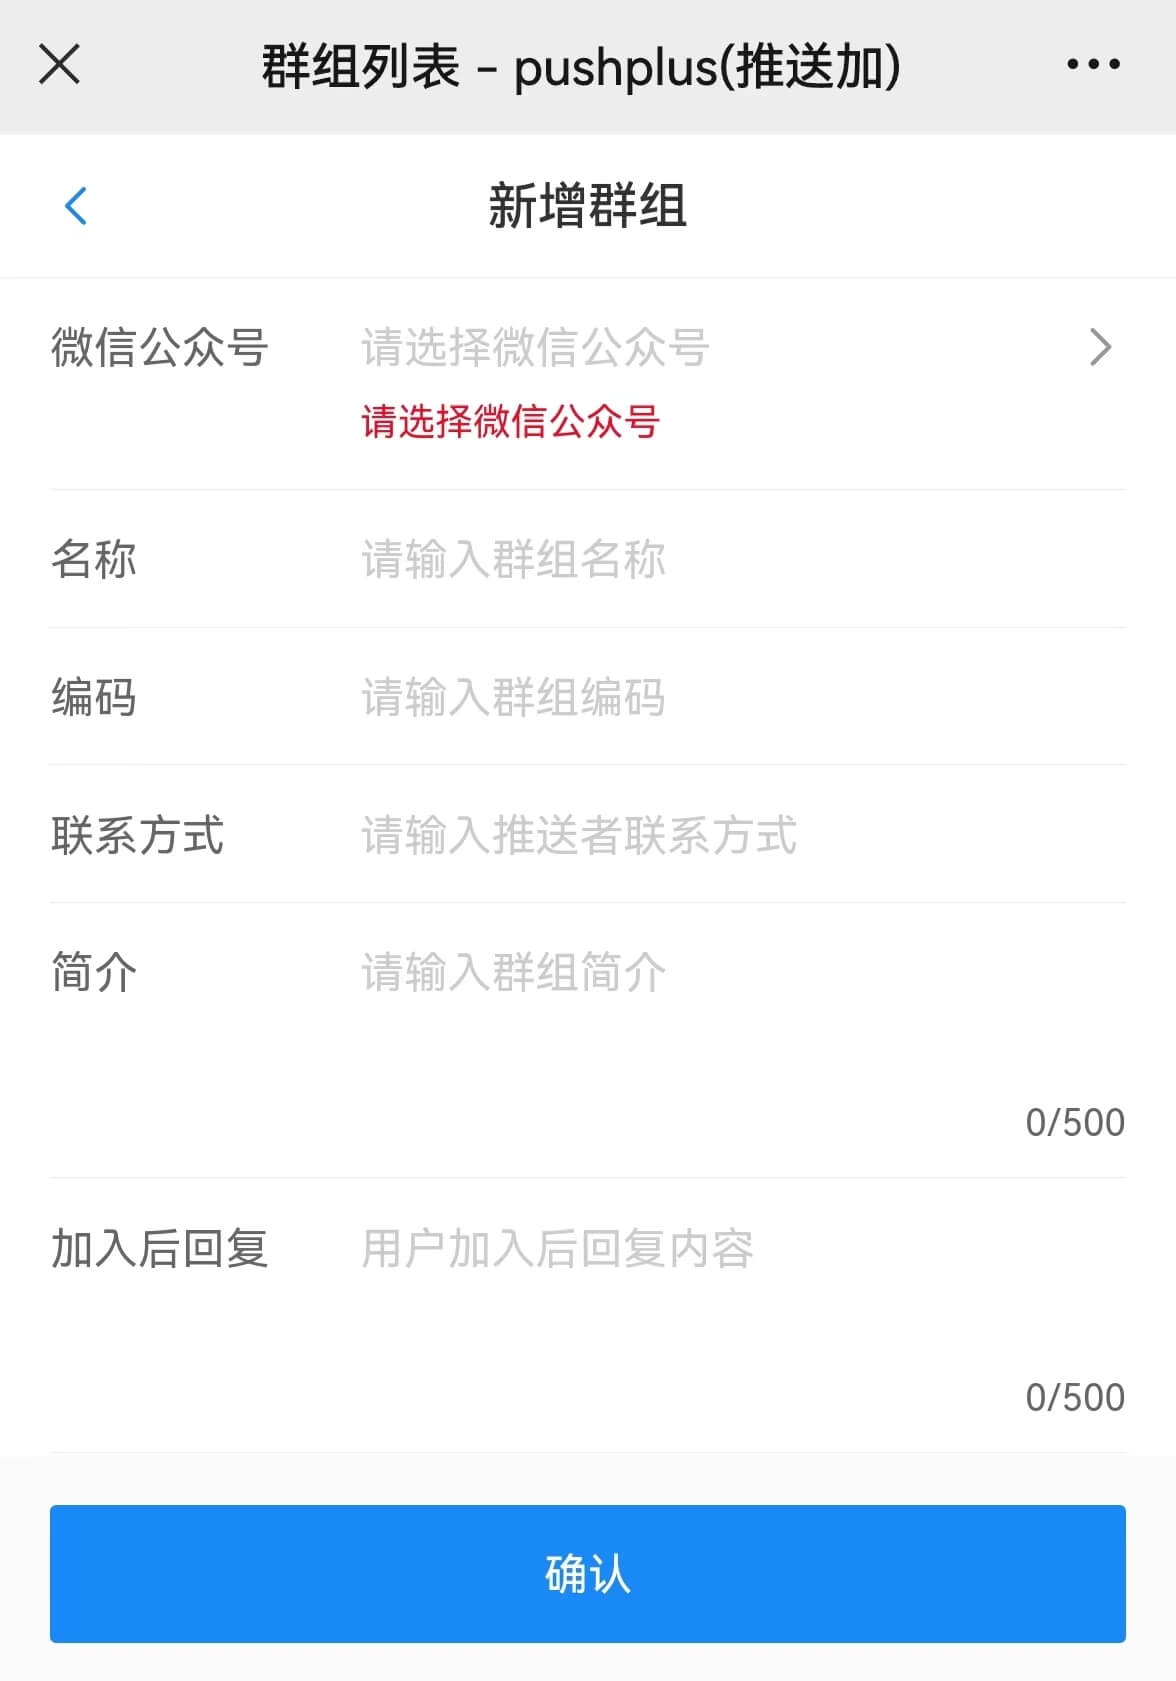 群组列表 – pushplus(推送加)
新增群组
微信公众号 请选择微信公众号
请选择微信公众号
名称 请输入群组名称
编码 请输入群组编码
联系方式 请输入推送者联系方式
简介 请输入群组简介
0/500
加入后回复 用户加入后回复内容
0/500
确认